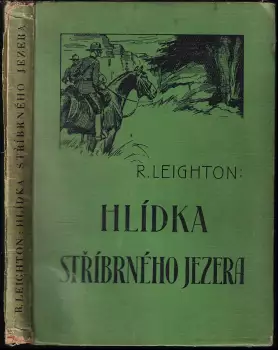 R. LEIGHTON: HLÍDKA STŘÍBRNÉHO JEZERA
R. LEIGHTON:
HLÍDKA
STŘÍBRNÉHO JEZERA